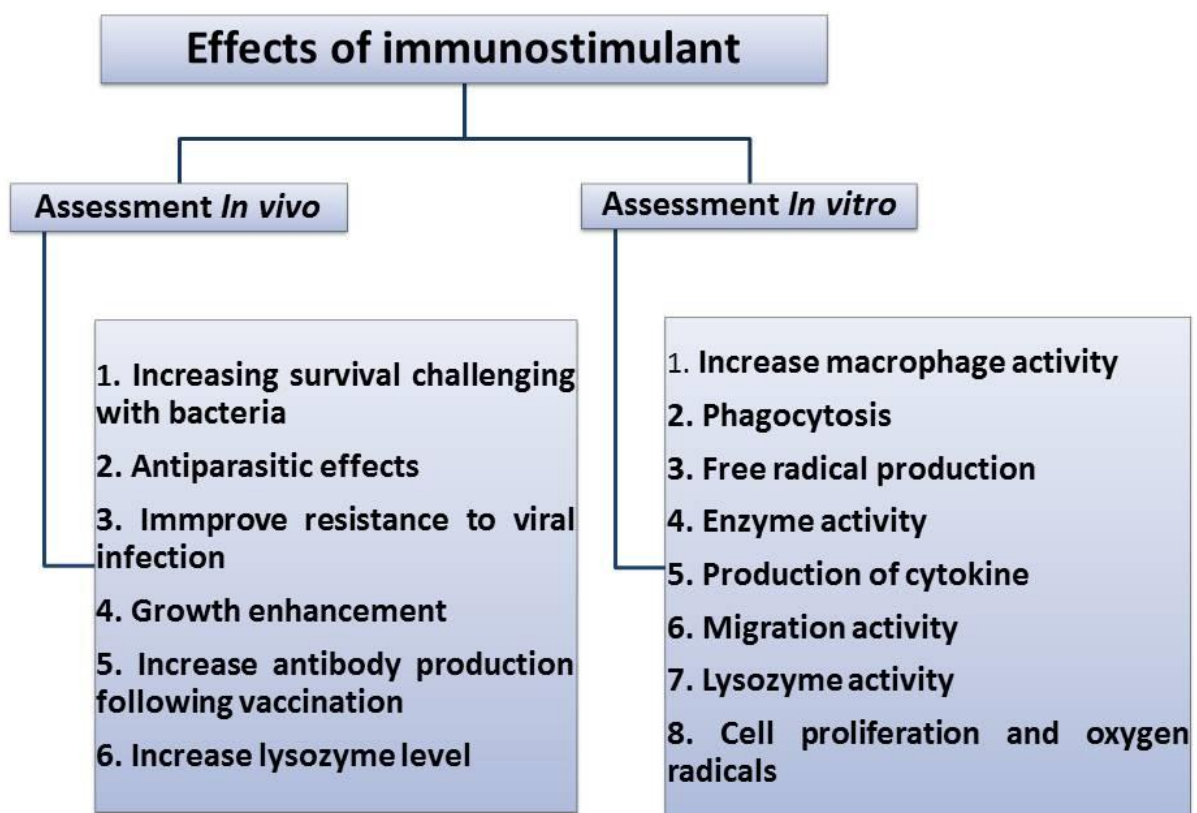 Effects of immunostimulant
Assessment In vivo
1. Increasing survival challenging
with bacteria
2. Antiparasitic effects
3. Immprove resistance to viral
infection
4. Growth enhancement
5. Increase antibody production
following vaccination
6. Increase lysozyme level
Assessment In vitro
1. Increase macrophage activity
2. Phagocytosis
3. Free radical production
4. Enzyme activity
5. Production of cytokine
6. Migration activity
7. Lysozyme activity
8. Cell proliferation and oxygen
radicals